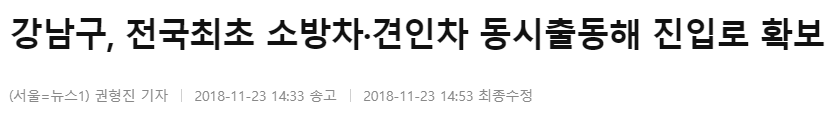 강남구, 전국최초 소방차·견인차 동시출동해 진입로 확보
(서울=뉴스1) 권형진 기자 | 2018-11-23 14:33 송고 | 2018-11-23 14:53 최종수정